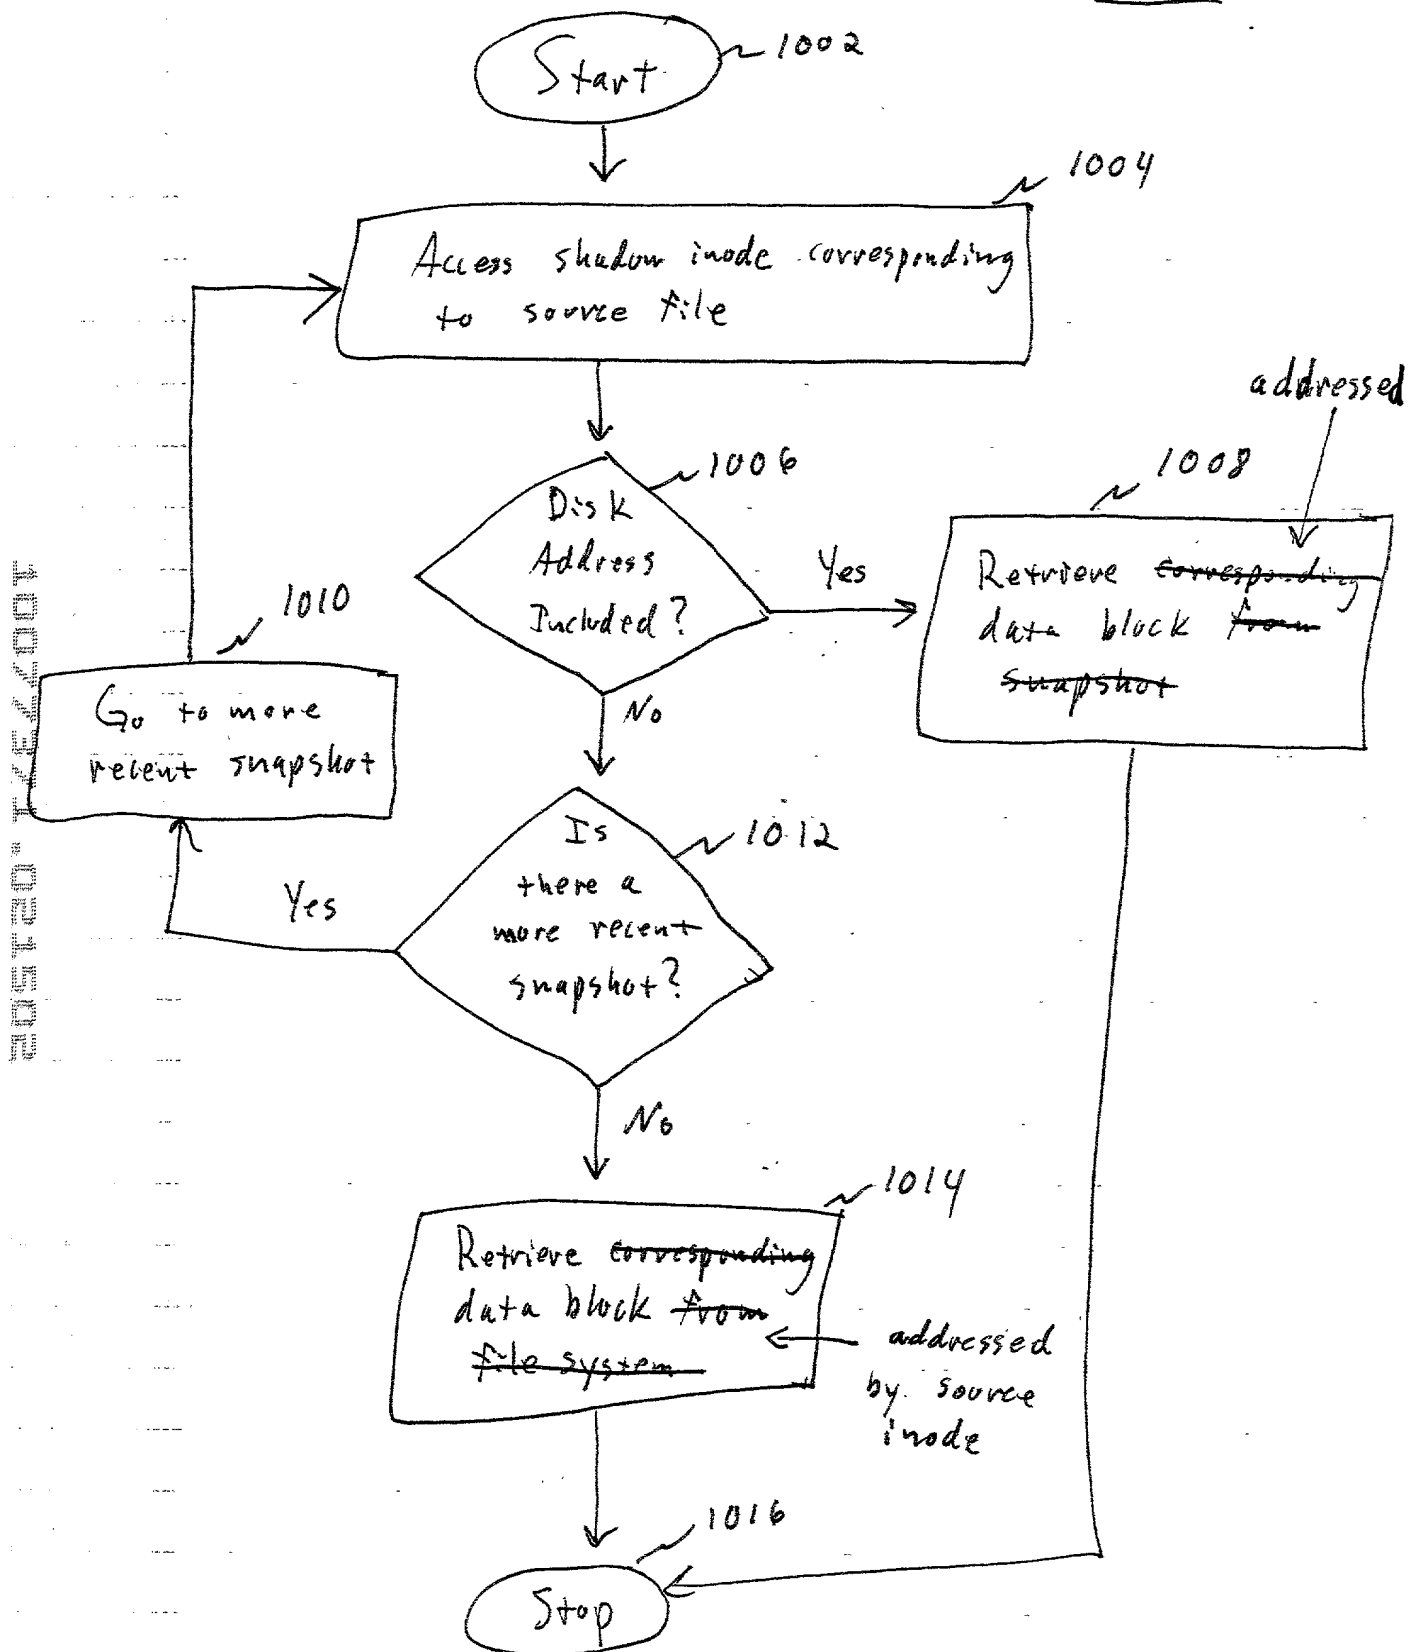 Start
1002
1004
Access shadow inode corresponding
to source file
addressed
1006
1008
Disk
Address
Included?
Yes
Retrieve corresponding
data block from
snapshot
No
1010
Go to more
recent snapshot
1012
Is
there a
more recent
snapshot?
Yes
No
1014
Retrieve corresponding
data block from
file system
addressed
by source
inode
1016
Stop
10077371.021502